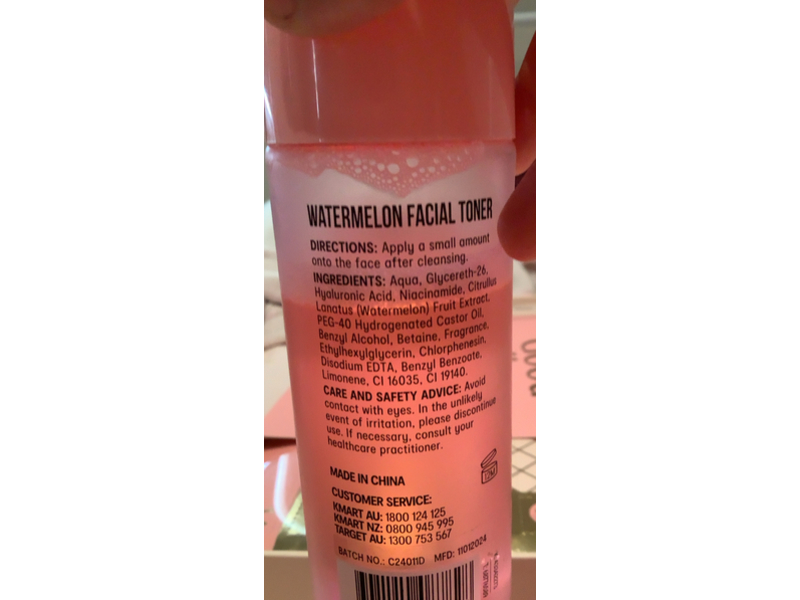 WATERMELON FACIAL TONER
DIRECTIONS: Apply a small amount
onto the face after cleansing.
INGREDIENTS: Aqua, Glycereth-26,
Hyaluronic Acid, Niacinamide, Citrullus
Lanatus (Watermelon) Fruit Extract,
PEG-40 Hydrogenated Castor Oil,
Benzyl Alcohol, Betaine, Fragrance,
Ethylhexylglycerin, Chlorphenesin,
Disodium EDTA, Benzyl Benzoate,
Limonene, CI 16035, CI 19140.
CARE AND SAFETY ADVICE: Avoid
contact with eyes. In the unlikely
event of irritation, please discontinue
use. If necessary, consult your
healthcare practitioner.
12M
MADE IN CHINA
CUSTOMER SERVICE:
KMART AU: 1800 124 125
KMART NZ: 0800 945 995
TARGET AU: 1300 753 567
BATCH NO.: C24011D MFD: 11012024